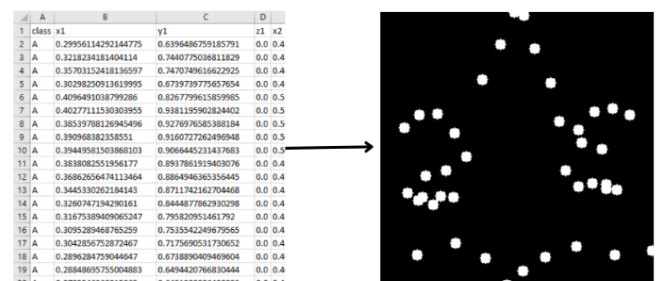 A B C D
1 class x1 y1 z1 x2
2 A 0.29956114292144775 0.6396486759185791 0.0 0.4
3 A 0.3218234181404114 0.7440775036811829 0.0 0.4
4 A 0.35703152418136597 0.7470749616622925 0.0 0.4
5 A 0.30298250913619995 0.6739739775657654 0.0 0.4
6 A 0.4096491038799286 0.8267799615859985 0.0 0.5
7 A 0.40277111530303955 0.9381195902824402 0.0 0.5
8 A 0.38539788126945496 0.9276976585388184 0.0 0.5
9 A 0.390968382358551 0.9160727262496948 0.0 0.5
10 A 0.39449581503868103 0.9066445231437683 0.0 0.5
11 A 0.3838082551956177 0.8937861919403076 0.0 0.4
12 A 0.36862656474113464 0.8864946365356445 0.0 0.4
13 A 0.3445330262184143 0.8711742162704468 0.0 0.4
14 A 0.3260747194290161 0.8444877862930298 0.0 0.4
15 A 0.31675389409065247 0.795820951461792 0.0 0.4
16 A 0.3095289468765259 0.7535542249679565 0.0 0.4
17 A 0.3042856752872467 0.7175690531730652 0.0 0.4
18 A 0.2896284759044647 0.6738890409469604 0.0 0.4
19 A 0.28848695755004883 0.6494420766830444 0.0 0.4